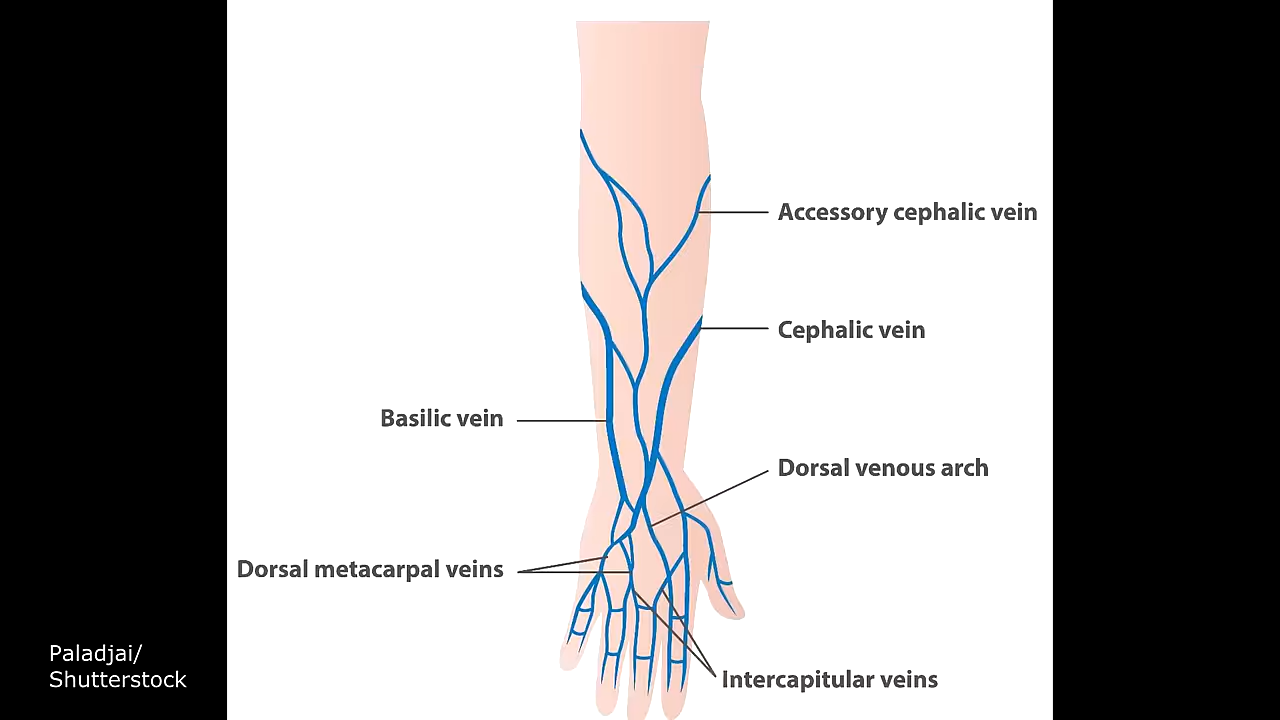 Accessory cephalic vein
Cephalic vein
Basilic vein
Dorsal venous arch
Dorsal metacarpal veins
Intercapitular veins
Paladjai/
Shutterstock